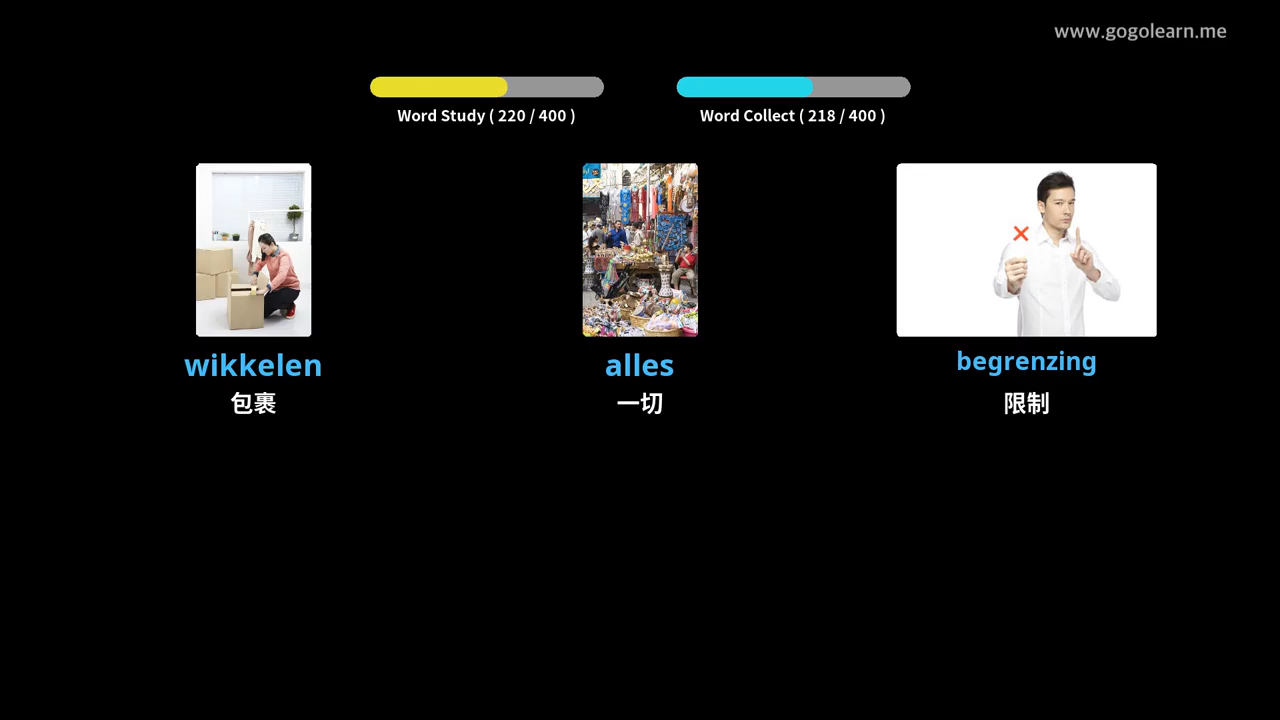 www.gogolearn.me
Word Study ( 220 / 400 )
Word Collect ( 218 / 400 )
wikkelen
包裹
alles
一切
begrenzing
限制